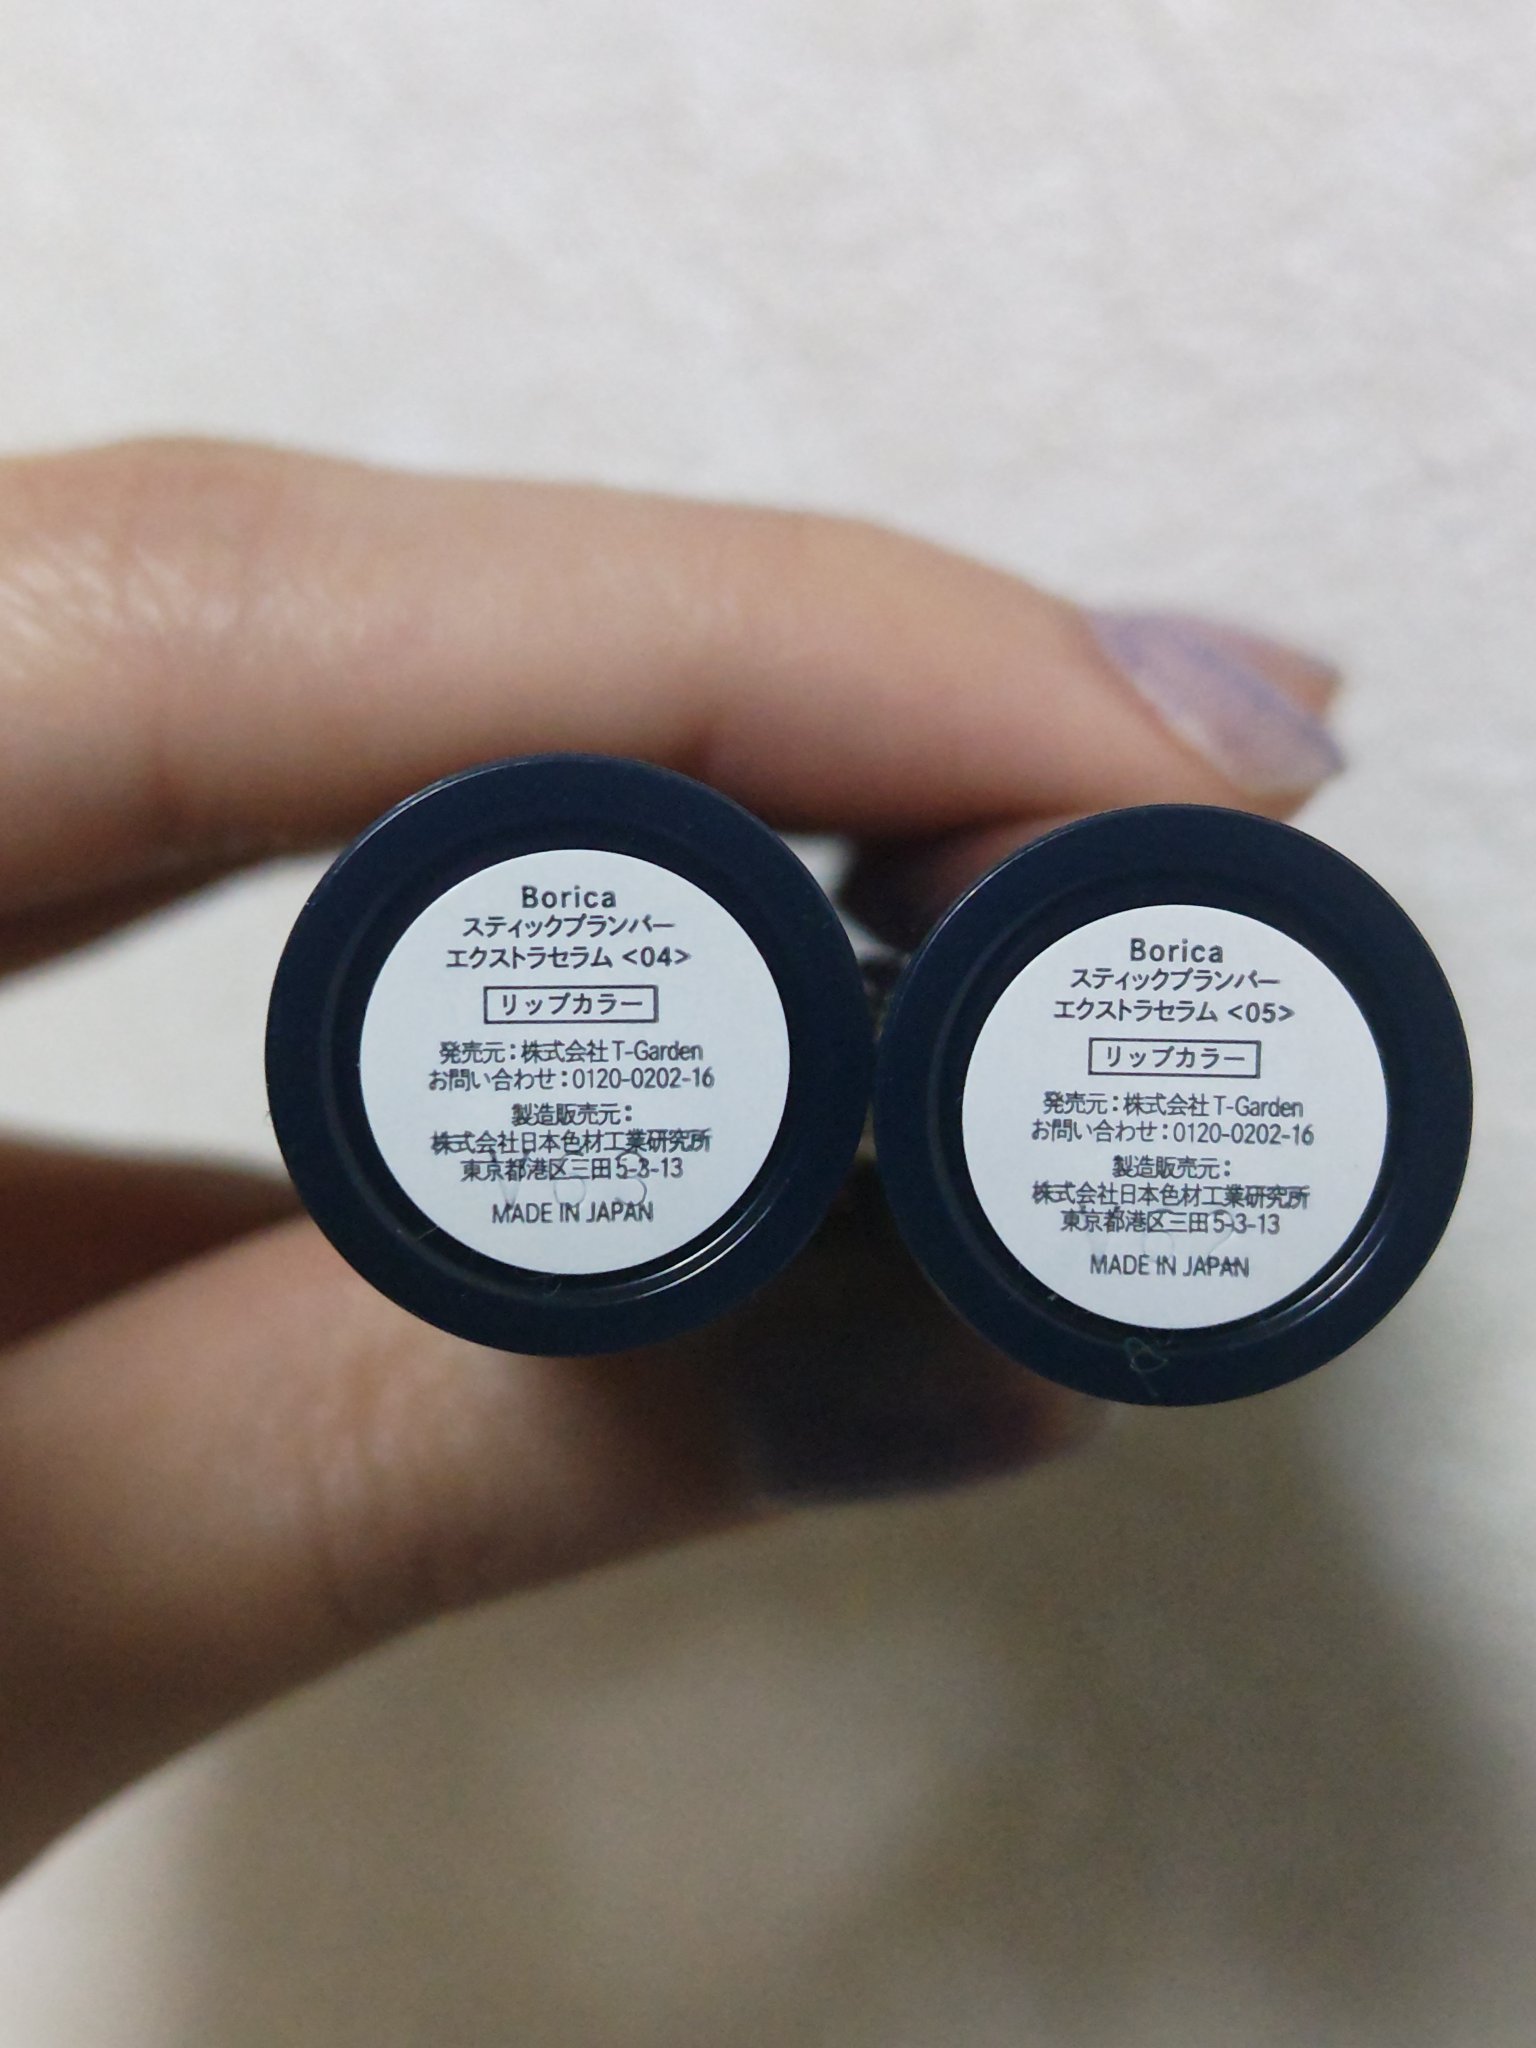 Borica
スティックプランパー
エクストラセラム <04>
リップカラー
発売元：株式会社 T-Garden
お問い合わせ：0120-0202-16
製造販売元：
株式会社日本色材工業研究所
東京都港区三田5-3-13
MADE IN JAPAN
Borica
スティックプランパー
エクストラセラム <05>
リップカラー
発売元：株式会社 T-Garden
お問い合わせ：0120-0202-16
製造販売元：
株式会社日本色材工業研究所
東京都港区三田5-3-13
MADE IN JAPAN